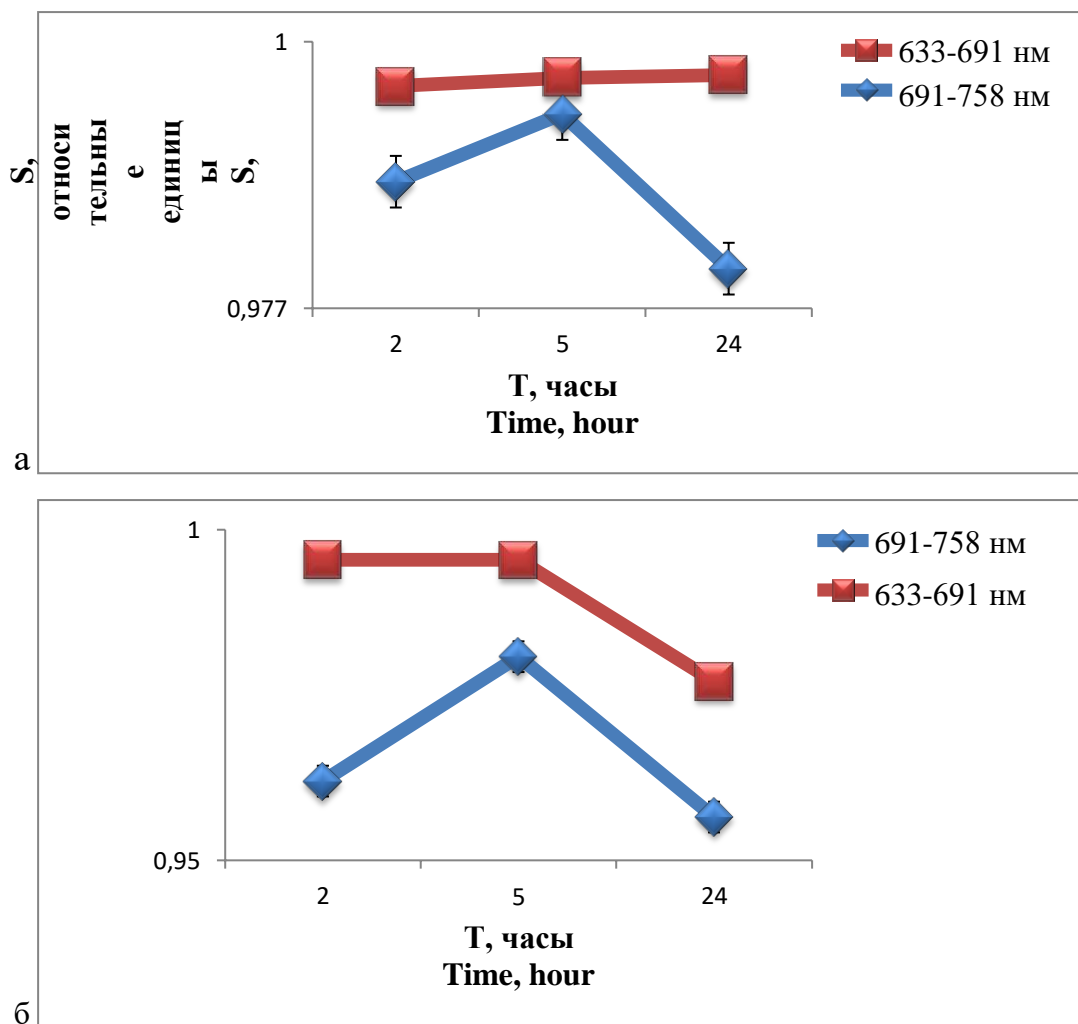 S,
относи
тельны
е
единиц
ы
S,
1
0,977
2 5 24
Т, часы
Time, hour
633-691 нм
691-758 нм
а
1
0,95
2 5 24
Т, часы
Time, hour
691-758 нм
633-691 нм
б